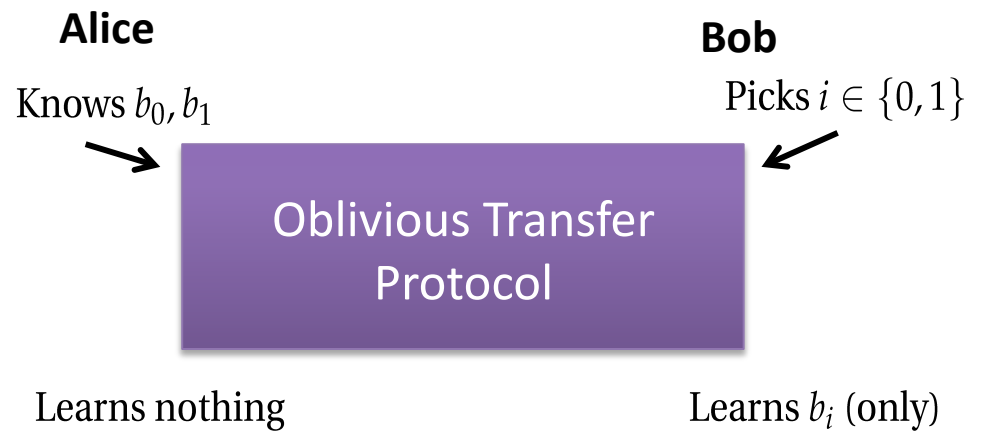 Alice
Bob
Knows b₀, b₁
Picks i ∈ {0, 1}
Oblivious Transfer
Protocol
Learns nothing
Learns bᵢ (only)